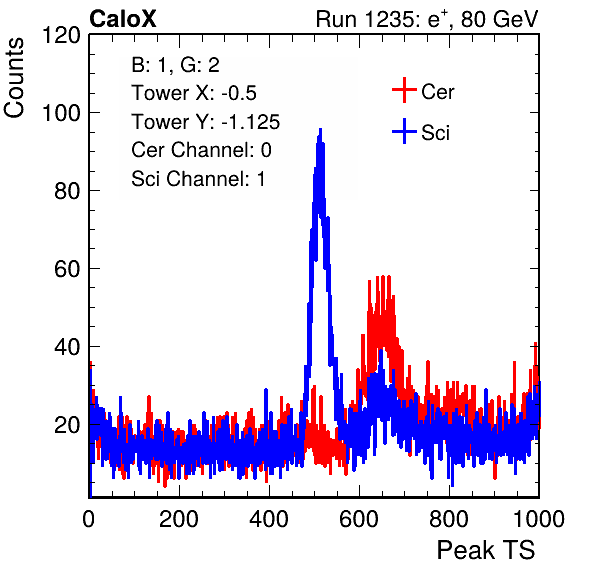 CaloX Run 1235: e+, 80 GeV
Counts
120
100
80
60
40
20
B: 1, G: 2
Tower X: -0.5
Tower Y: -1.125
Cer Channel: 0
Sci Channel: 1
Cer
Sci
0 200 400 600 800 1000
Peak TS